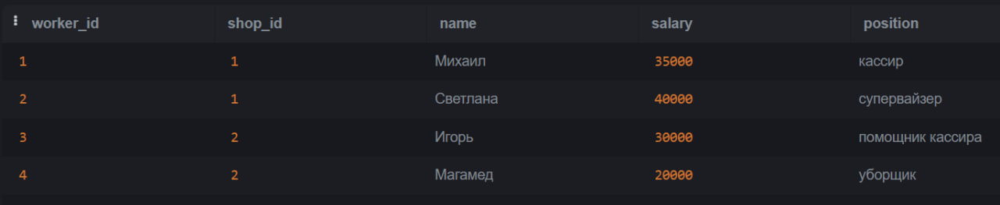 worker_id shop_id name salary position
1 1 Михаил 35000 кассир
2 1 Светлана 40000 супервайзер
3 2 Игорь 30000 помощник кассира
4 2 Магамед 20000 уборщик